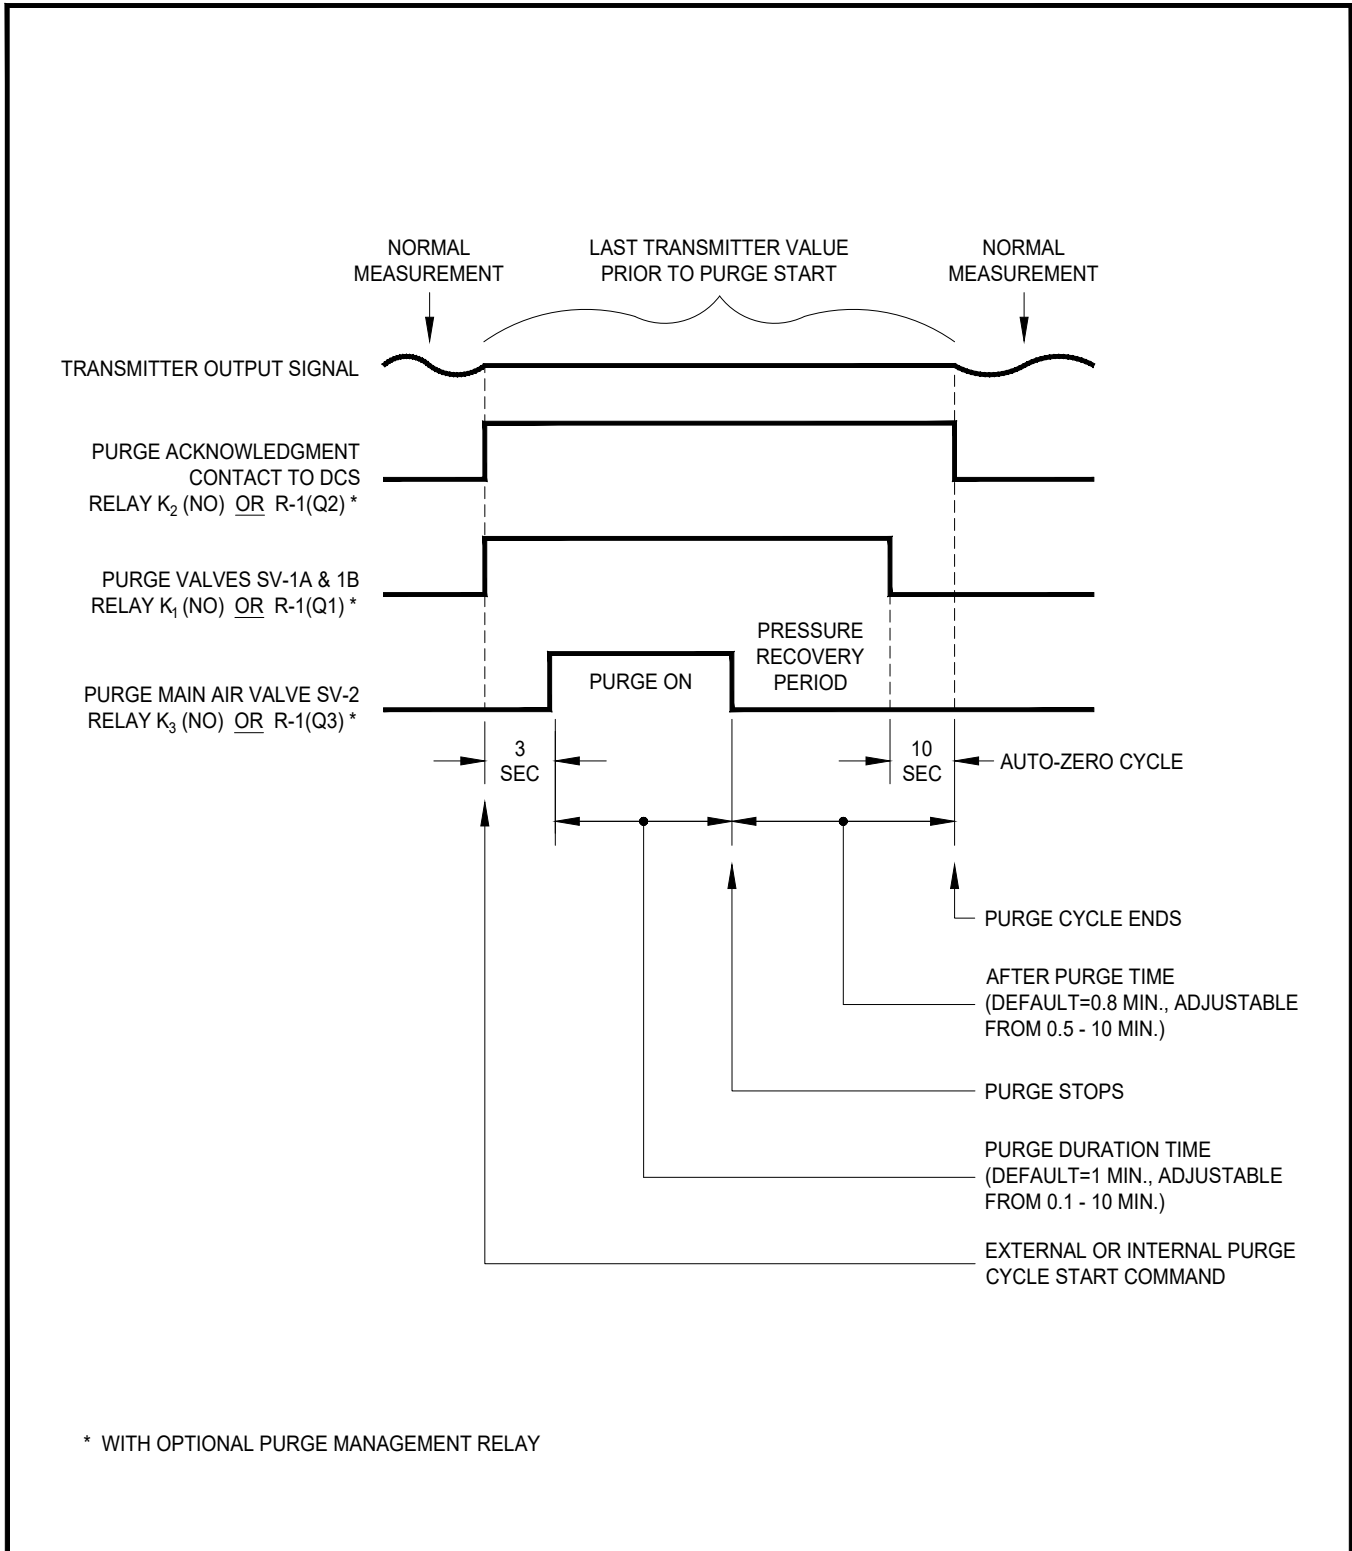 NORMAL
MEASUREMENT
LAST TRANSMITTER VALUE
PRIOR TO PURGE START
NORMAL
MEASUREMENT
TRANSMITTER OUTPUT SIGNAL
PURGE ACKNOWLEDGMENT
CONTACT TO DCS
RELAY K2 (NO) OR R-1(Q2) *
PURGE VALVES SV-1A & 1B
RELAY K1 (NO) OR R-1(Q1) *
PRESSURE
RECOVERY
PERIOD
PURGE ON
PURGE MAIN AIR VALVE SV-2
RELAY K3 (NO) OR R-1(Q3) *
3
SEC
10
SEC
AUTO-ZERO CYCLE
PURGE CYCLE ENDS
AFTER PURGE TIME
(DEFAULT=0.8 MIN., ADJUSTABLE
FROM 0.5 - 10 MIN.)
PURGE STOPS
PURGE DURATION TIME
(DEFAULT=1 MIN., ADJUSTABLE
FROM 0.1 - 10 MIN.)
EXTERNAL OR INTERNAL PURGE
CYCLE START COMMAND
* WITH OPTIONAL PURGE MANAGEMENT RELAY